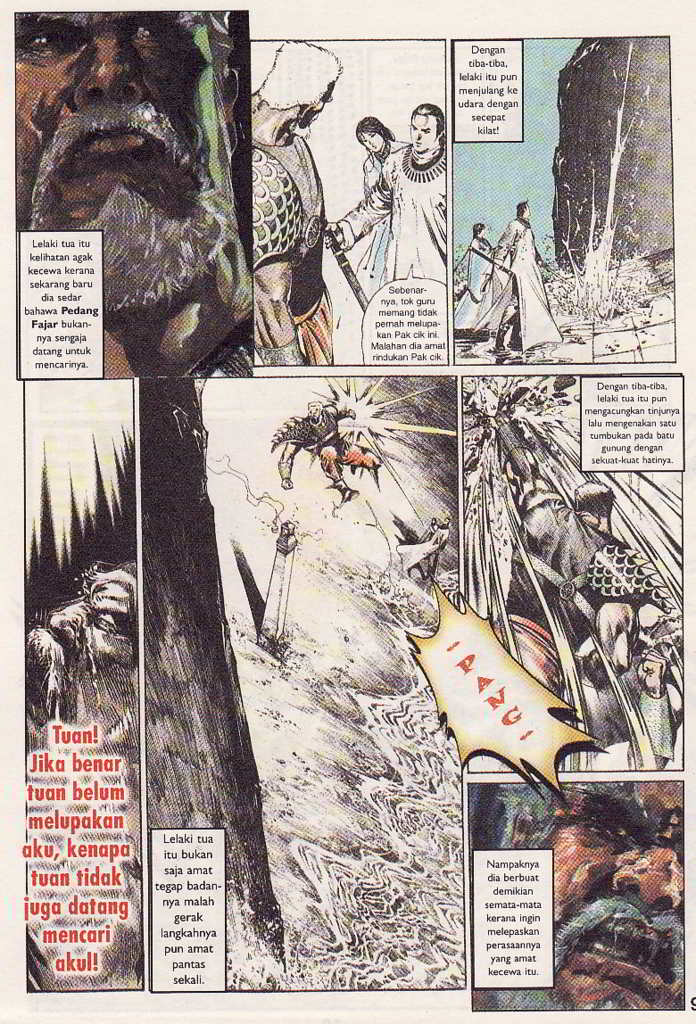 Lelaki tua itu
kelihatan agak
kecewa kerana
sekarang baru
dia sedar
bahawa Pedang
Fajar bukan-
nya sengaja
datang untuk
mencarinya.
Sebenar-
nya, tok guru
memang tidak
pernah melupa-
kan Pak cik ini.
Malahan dia amat
rindukan Pak cik.
Dengan
tiba-tiba,
lelaki itu pun
menjulang ke
udara dengan
secepat
kilat!
Tuan!
Jika benar
tuan belum
melupakan
aku, kenapa
tuan tidak
juga datang
mencari
akul!
Lelaki tua
itu bukan
saja amat
tegap badan-
nya malah
gerak
langkahnya
pun amat
pantas
sekali.
Dengan tiba-tiba,
lelaki tua itu pun
mengacungkan tinjunya
lalu mengenakan satu
tumbukan pada batu
gunung dengan
sekuat-kuat hatinya.
PANG
Nampaknya
dia berbuat
demikian
semata-mata
kerana ingin
melepaskan
perasaannya
yang amat
kecewa itu.
9